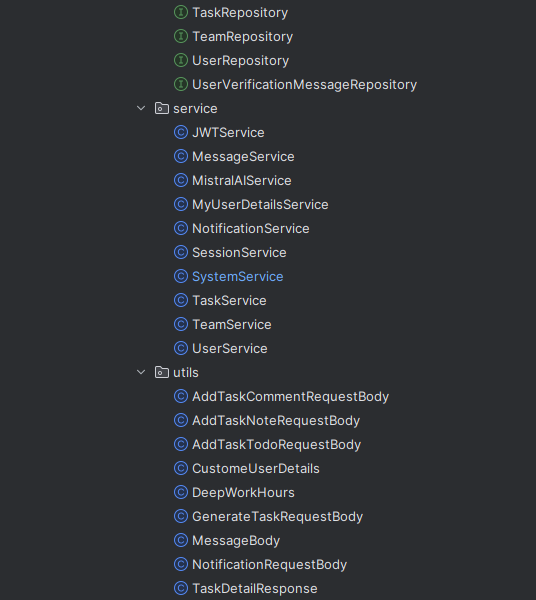 TaskRepository
TeamRepository
UserRepository
UserVerificationMessageRepository
service
JWTService
MessageService
MistralAIService
MyUserDetailsService
NotificationService
SessionService
SystemService
TaskService
TeamService
UserService
utils
AddTaskCommentRequestBody
AddTaskNoteRequestBody
AddTaskTodoRequestBody
CustomeUserDetails
DeepWorkHours
GenerateTaskRequestBody
MessageBody
NotificationRequestBody
TaskDetailResponse